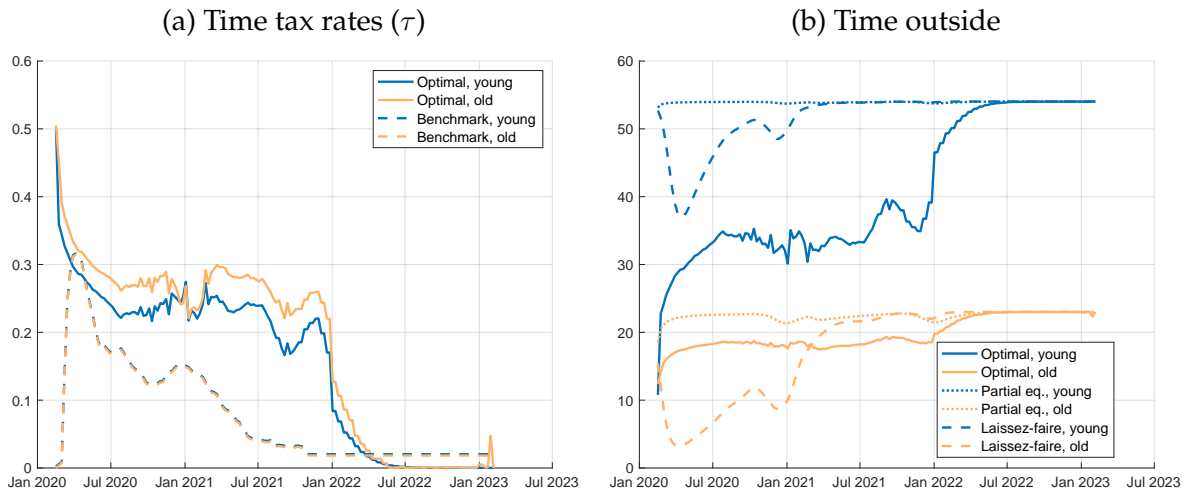 (a) Time tax rates (τ)
0.6
0.5
0.4
0.3
0.2
0.1
0
Jan 2020 Jul 2020 Jan 2021 Jul 2021 Jan 2022 Jul 2022 Jan 2023 Jul 2023
Optimal, young
Optimal, old
Benchmark, young
Benchmark, old
(b) Time outside
60
50
40
30
20
10
0
Jan 2020 Jul 2020 Jan 2021 Jul 2021 Jan 2022 Jul 2022 Jan 2023 Jul 2023
Optimal, young
Optimal, old
Partial eq., young
Partial eq., old
Laissez-faire, young
Laissez-faire, old